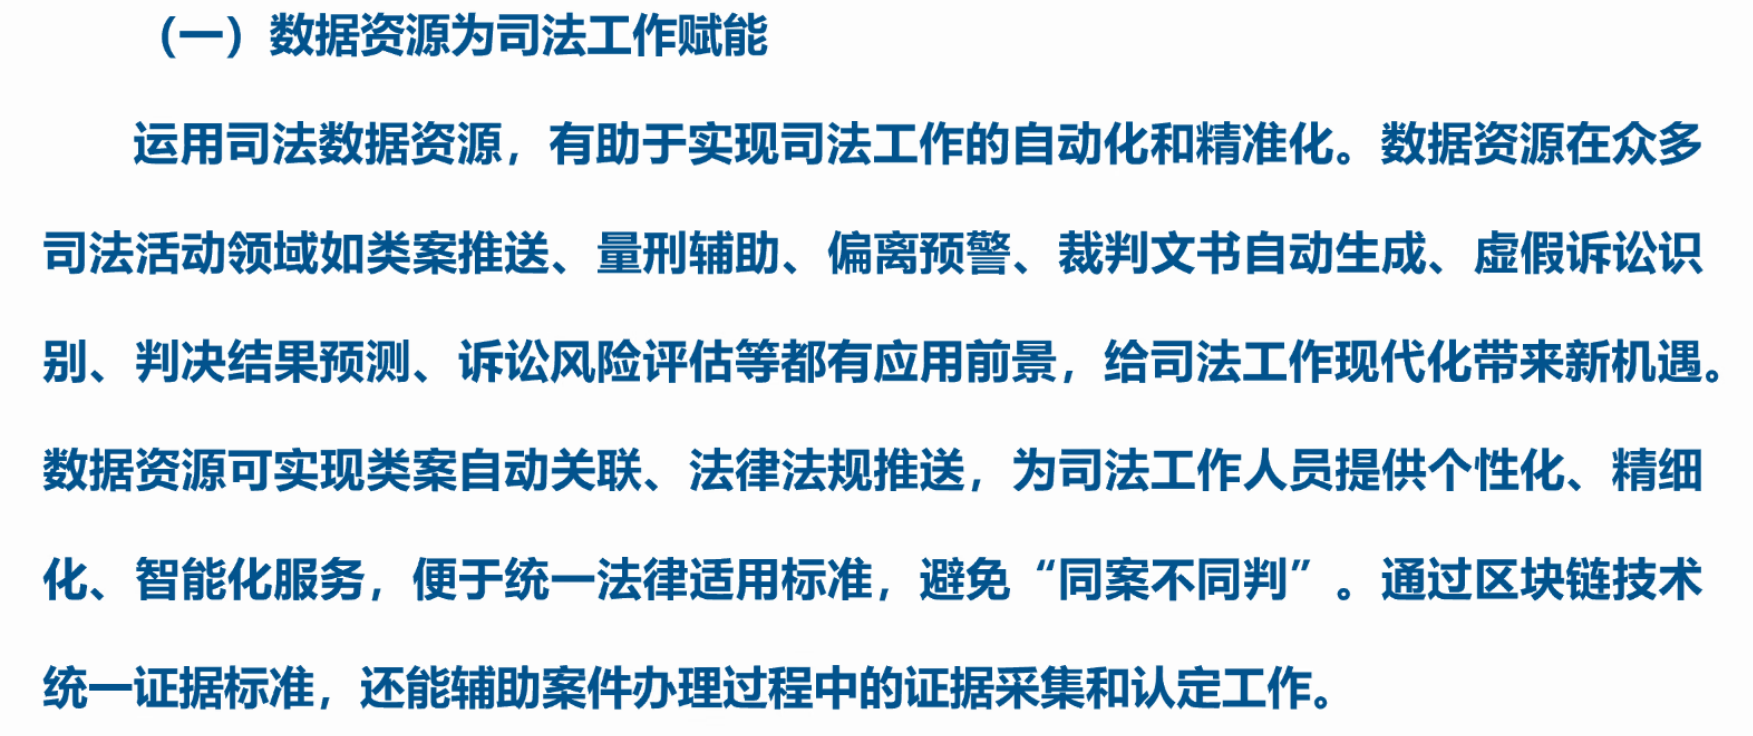 （一）数据资源为司法工作赋能
运用司法数据资源，有助于实现司法工作的自动化和精准化。数据资源在众多
司法活动领域如类案推送、量刑辅助、偏离预警、裁判文书自动生成、虚假诉讼识
别、判决结果预测、诉讼风险评估等都有应用前景，给司法工作现代化带来新机遇。
数据资源可实现类案自动关联、法律法规推送，为司法工作人员提供个性化、精细
化、智能化服务，便于统一法律适用标准，避免“同案不同判”。通过区块链技术
统一证据标准，还能辅助案件办理过程中的证据采集和认定工作。